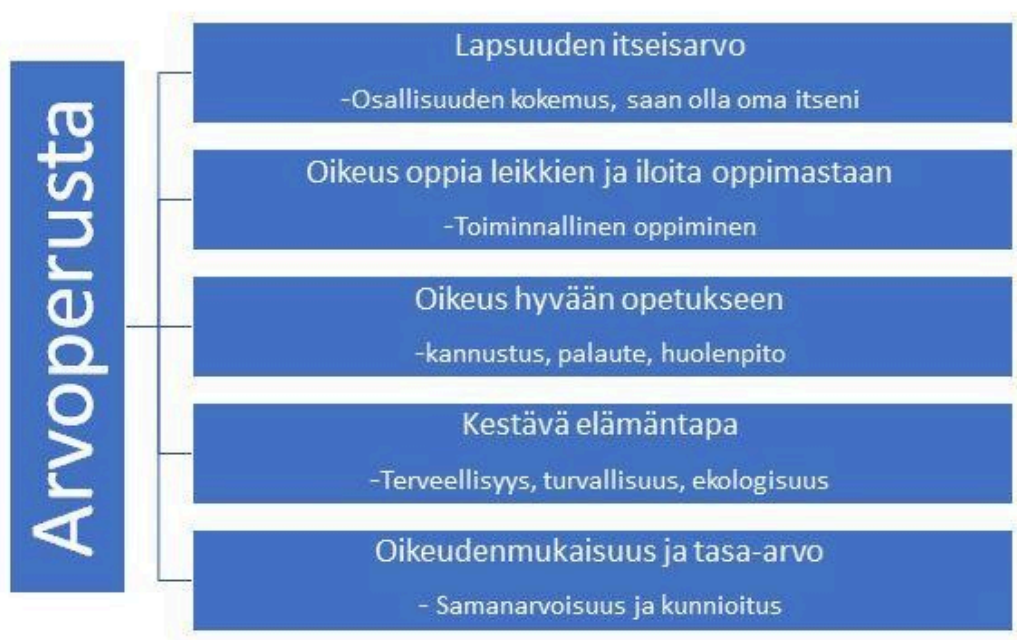 Arvoperusta
Lapsuuden itseisarvo
-Osallisuuden kokemus, saan olla oma itseni
Oikeus oppia leikkien ja iloita oppimastaan
-Toiminnallinen oppiminen
Oikeus hyvään opetukseen
-kannustus, palaute, huolenpito
Kestävä elämäntapa
-Terveellisyys, turvallisuus, ekologisuus
Oikeudenmukaisuus ja tasa-arvo
- Samanarvoisuus ja kunnioitus